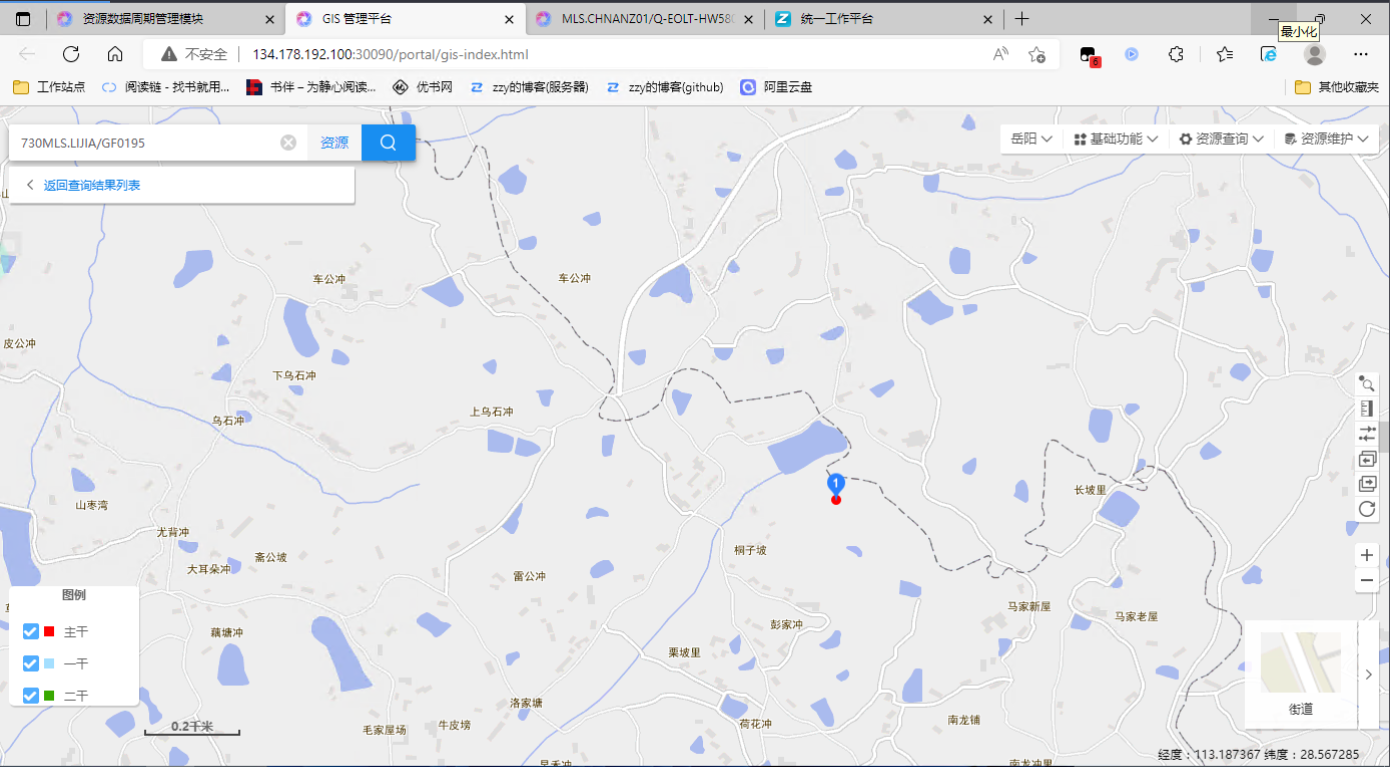 资源数据周期管理模块
GIS 管理平台
MLS.CHNANZ01/Q-EOLT-HW580
统一工作平台
最小化
不安全
134.178.192.100:30090/portal/gis-index.html
A
6
工作站点
阅读链 - 找书就用...
书伴 – 为静心阅读...
优书网
zzy的博客(服务器)
zzy的博客(github)
阿里云盘
其他收藏夹
730MLS.LIJIA/GF0195
资源
岳阳
基础功能
资源查询
资源维护
返回查询结果列表
车公冲
车公冲
皮公冲
下乌石冲
上乌石冲
乌石冲
1
长坡里
山枣湾
尤背冲
斋公坡
桐子坡
大耳朵冲
雷公冲
图例
主干
一干
二干
马家新屋
马家老屋
藕塘冲
彭家冲
栗坡里
洛家塘
毛家屋场
牛皮塝
荷花冲
南龙铺
街道
0.2千米
经度：113.187367 纬度：28.567285